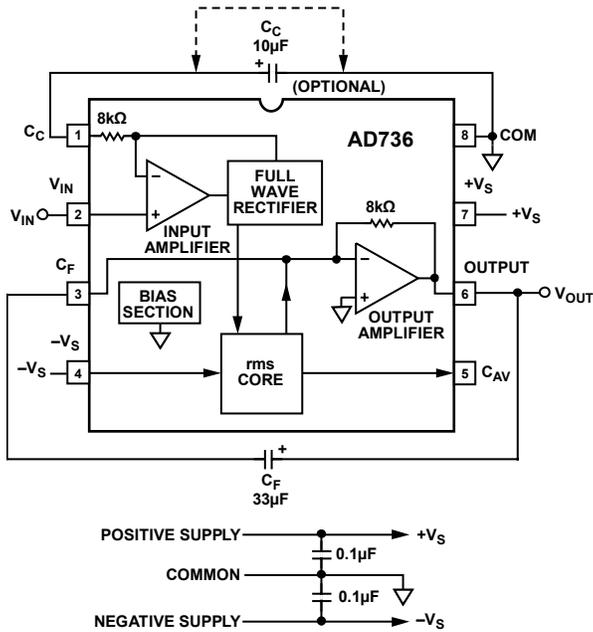 CC
10µF
+
(OPTIONAL)
CC
1
8kΩ
AD736
8
COM
VIN
FULL
WAVE
RECTIFIER
+VS
VIN
2
−
+
INPUT
AMPLIFIER
8kΩ
7
+VS
CF
3
BIAS
SECTION
−
+
OUTPUT
AMPLIFIER
OUTPUT
6
VOUT
−VS
−VS
4
rms
CORE
5
CAV
+
CF
33µF
POSITIVE SUPPLY
+VS
0.1µF
COMMON
0.1µF
NEGATIVE SUPPLY
−VS